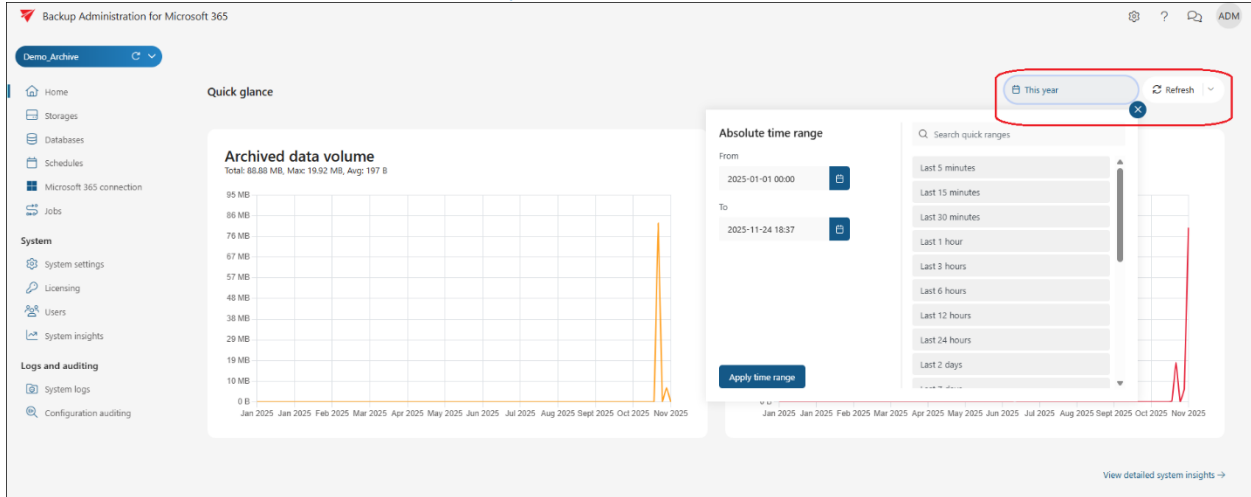 Backup Administration for Microsoft 365
ADM
Demo_Archive
Home
Storages
Databases
Schedules
Microsoft 365 connection
Jobs
System
System settings
Licensing
Users
System insights
Logs and auditing
System logs
Configuration auditing
Quick glance
This year
Refresh
Archived data volume
Total: 88.88 MB, Max: 19.92 MB, Avg: 197 B
95 MB
86 MB
76 MB
67 MB
57 MB
48 MB
38 MB
29 MB
19 MB
10 MB
0 B
Jan 2025 Jan 2025 Feb 2025 Mar 2025 Apr 2025 May 2025 Jun 2025 Jul 2025 Aug 2025 Sept 2025 Oct 2025 Nov 2025
Absolute time range
From
2025-01-01 00:00
To
2025-11-24 18:37
Apply time range
Search quick ranges
Last 5 minutes
Last 15 minutes
Last 30 minutes
Last 1 hour
Last 3 hours
Last 6 hours
Last 12 hours
Last 24 hours
Last 2 days
Jan 2025 Jan 2025 Feb 2025 Mar 2025 Apr 2025 May 2025 Jun 2025 Jul 2025 Aug 2025 Sept 2025 Oct 2025 Nov 2025
View detailed system insights